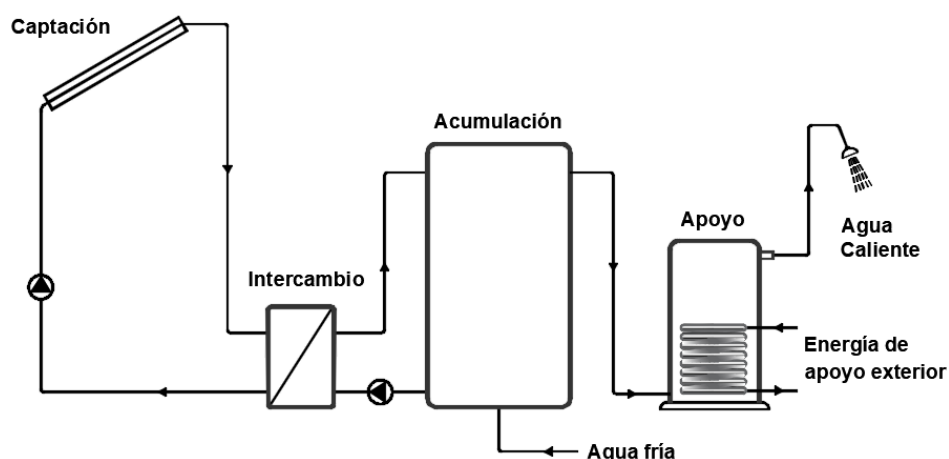 Captación
Acumulación
Apoyo
Agua
Caliente
Intercambio
Energía de
apoyo exterior
Agua fría